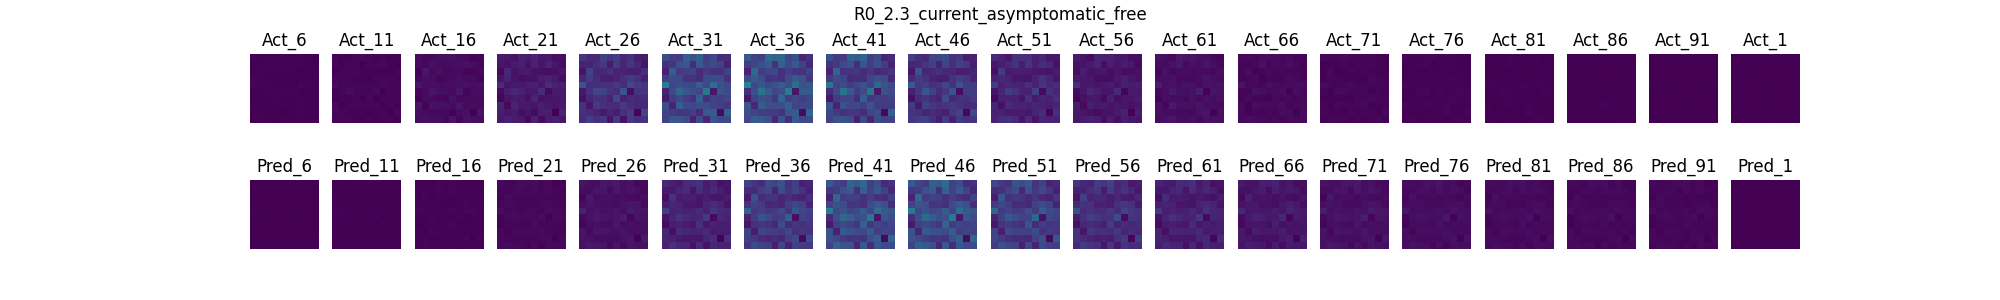 R0_2.3_current_asymptomatic_free
Act_6 Act_11 Act_16 Act_21 Act_26 Act_31 Act_36 Act_41 Act_46 Act_51 Act_56 Act_61 Act_66 Act_71 Act_76 Act_81 Act_86 Act_91 Act_1
Pred_6 Pred_11 Pred_16 Pred_21 Pred_26 Pred_31 Pred_36 Pred_41 Pred_46 Pred_51 Pred_56 Pred_61 Pred_66 Pred_71 Pred_76 Pred_81 Pred_86 Pred_91 Pred_1